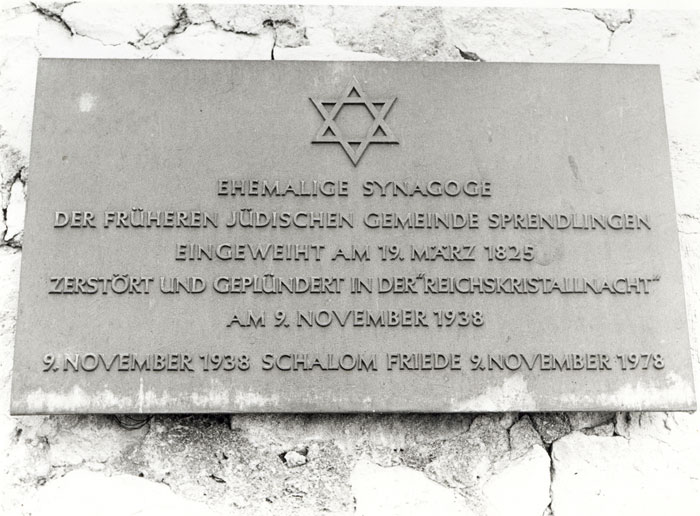 EHEMALIGE SYNAGOGE
DER FRÜHEREN JÜDISCHEN GEMEINDE SPRENDLINGEN
EINGEWEIHT AM 19. MÄRZ 1825
ZERSTÖRT UND GEPLÜNDERT IN DER "REICHSKRISTALLNACHT"
AM 9. NOVEMBER 1938
9. NOVEMBER 1938 SCHALOM FRIEDE 9. NOVEMBER 1978